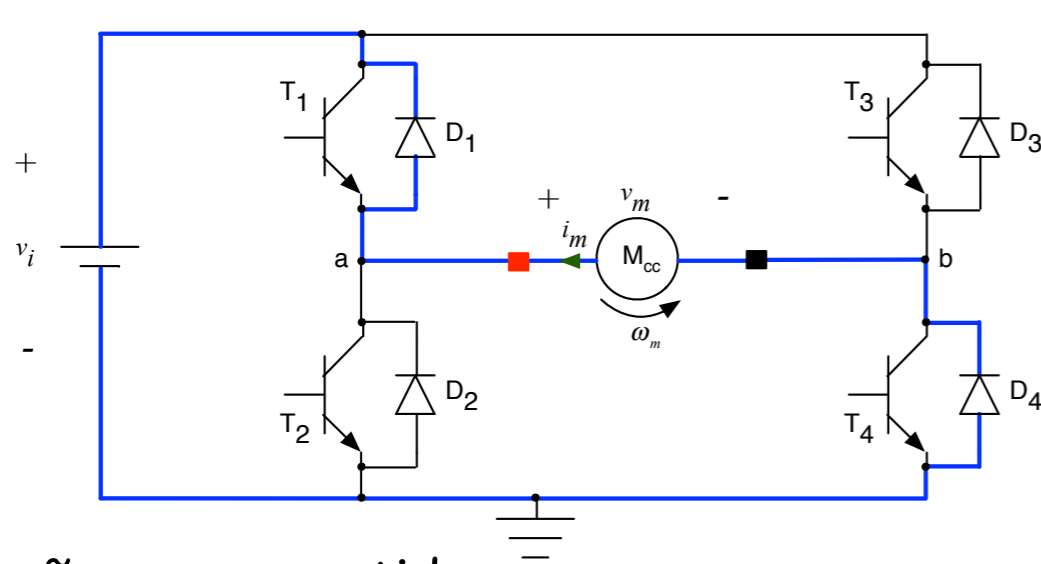 T1
D1
T3
D3
+
+
vm
-
im
vi
a
Mcc
b
ωm
-
T2
D2
T4
D4